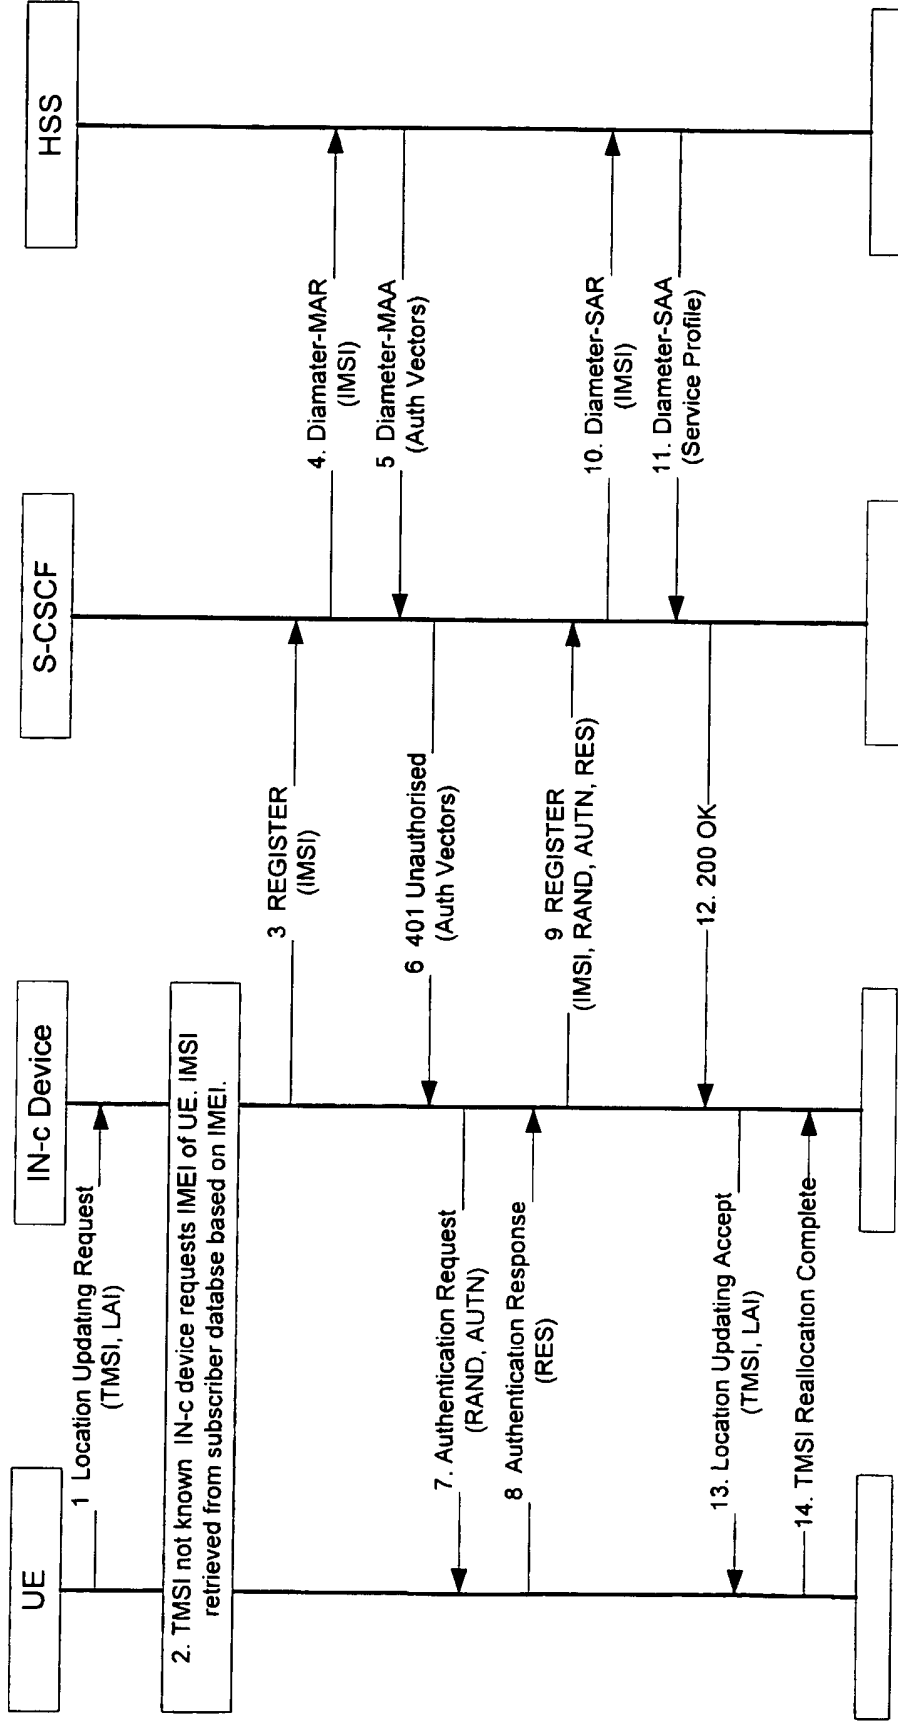 UE
IN-c Device
S-CSCF
HSS
1 Location Updating Request
(TMSI, LAI)
2. TMSI not known IN-c device requests IMEI of UE. IMSI
retrieved from subscriber databse based on IMEI.
3 REGISTER
(IMSI)
4. Diamater-MAR
(IMSI)
5 Diameter-MAA
(Auth Vectors)
6 401 Unauthorised
(Auth Vectors)
7. Authentication Request
(RAND, AUTN)
8 Authentication Response
(RES)
9 REGISTER
(IMSI, RAND, AUTN, RES)
10. Diameter-SAR
(IMSI)
11. Diameter-SAA
(Service Profile)
12. 200 OK
13. Location Updating Accept
(TMSI, LAI)
14. TMSI Reallocation Complete